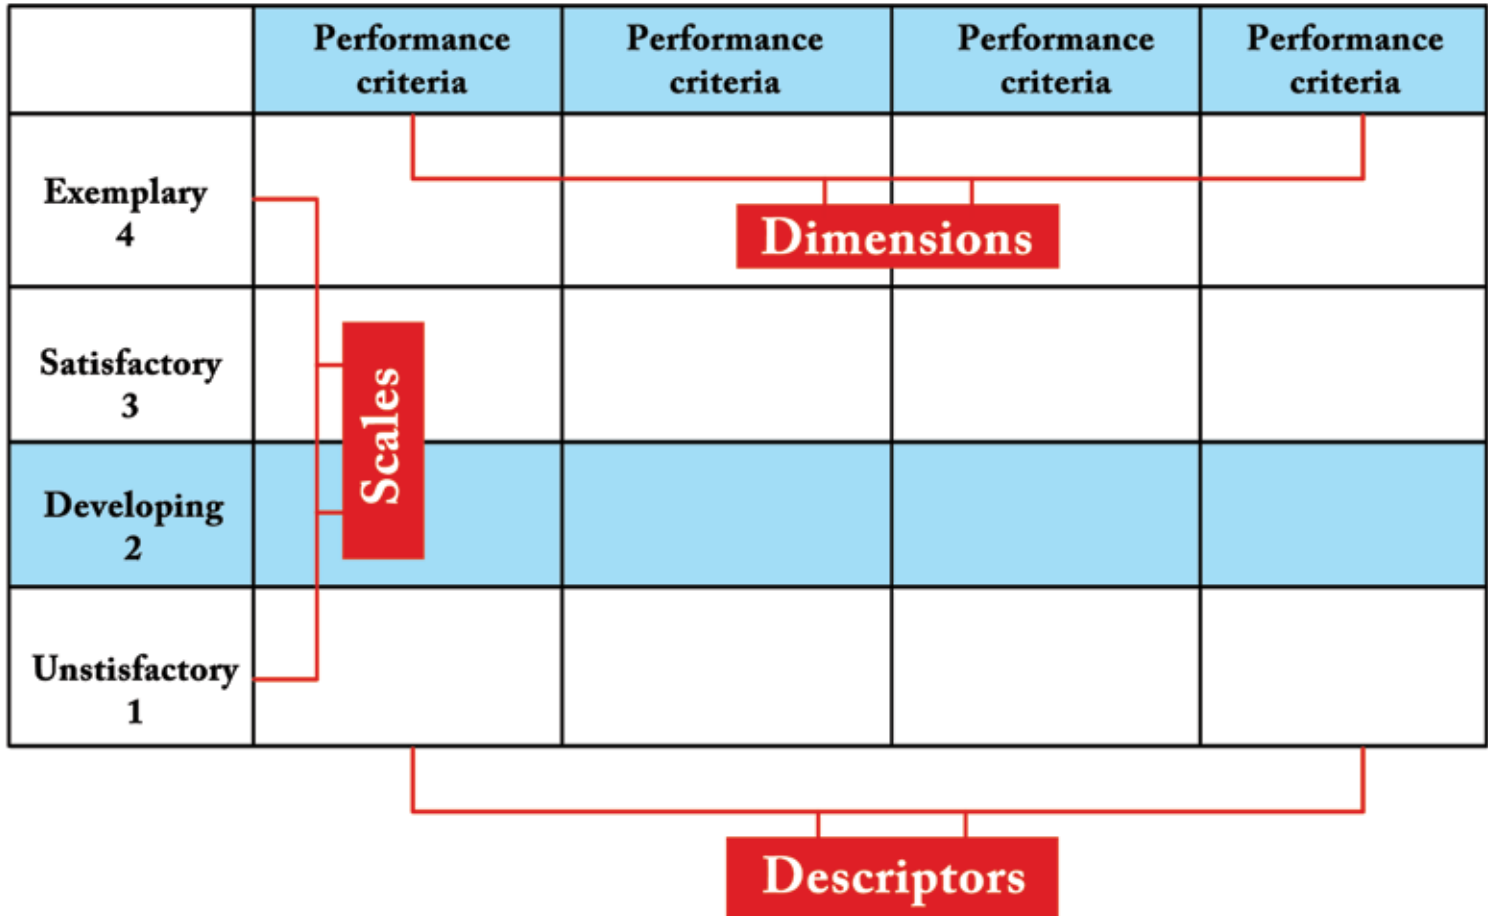 Performance
criteria
Performance
criteria
Performance
criteria
Performance
criteria
Exemplary
4
Dimensions
Satisfactory
3
Scales
Developing
2
Unstisfactory
1
Descriptors